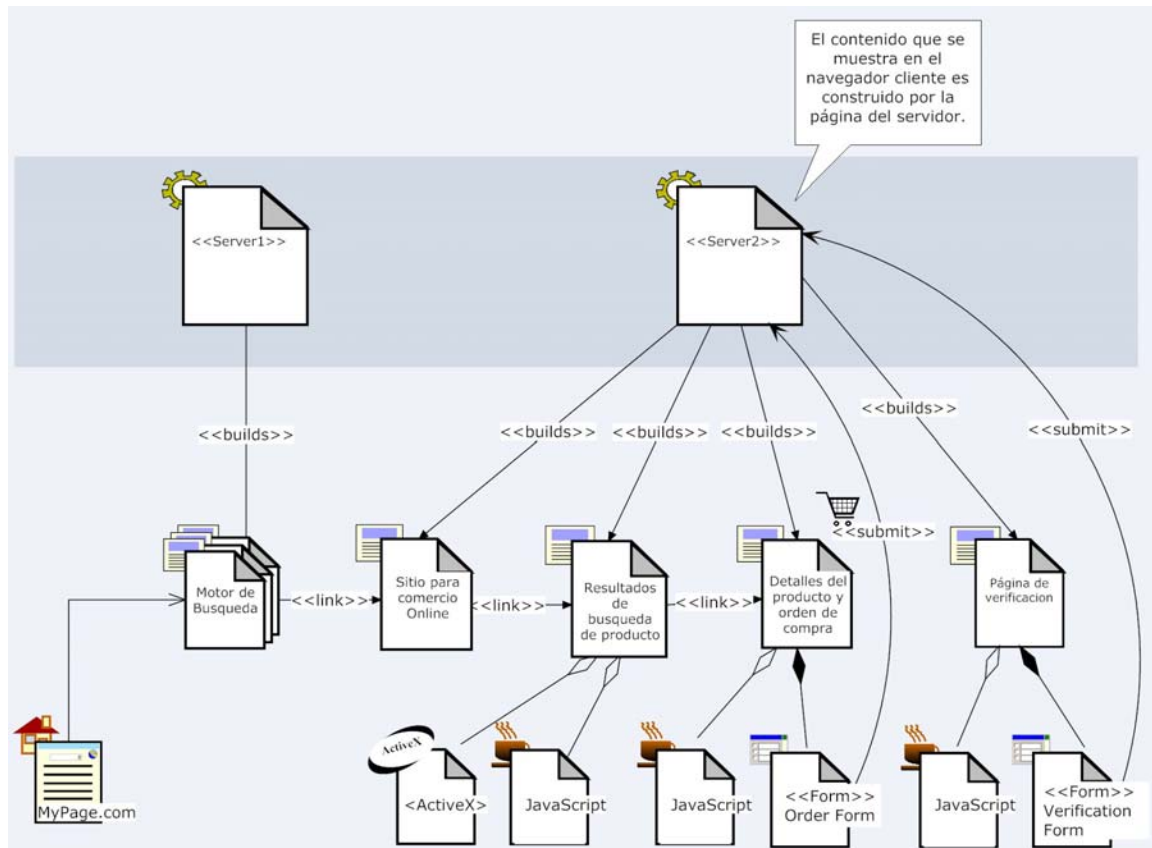 El contenido que se
muestra en el
navegador cliente es
construido por la
página del servidor.
<<Server1>>
<<Server2>>
<<builds>>
<<builds>>
<<builds>>
<<builds>>
<<builds>>
<<submit>>
<<submit>>
Motor de
Busqueda
<<link>>
Sitio para
comercio
Online
<<link>>
Resultados
de
busqueda
de producto
<<link>>
Detalles del
producto y
orden de
compra
Página de
verificacion
MyPage.com
ActiveX
<ActiveX>
JavaScript
JavaScript
<<Form>>
Order Form
JavaScript
<<Form>>
Verification
Form